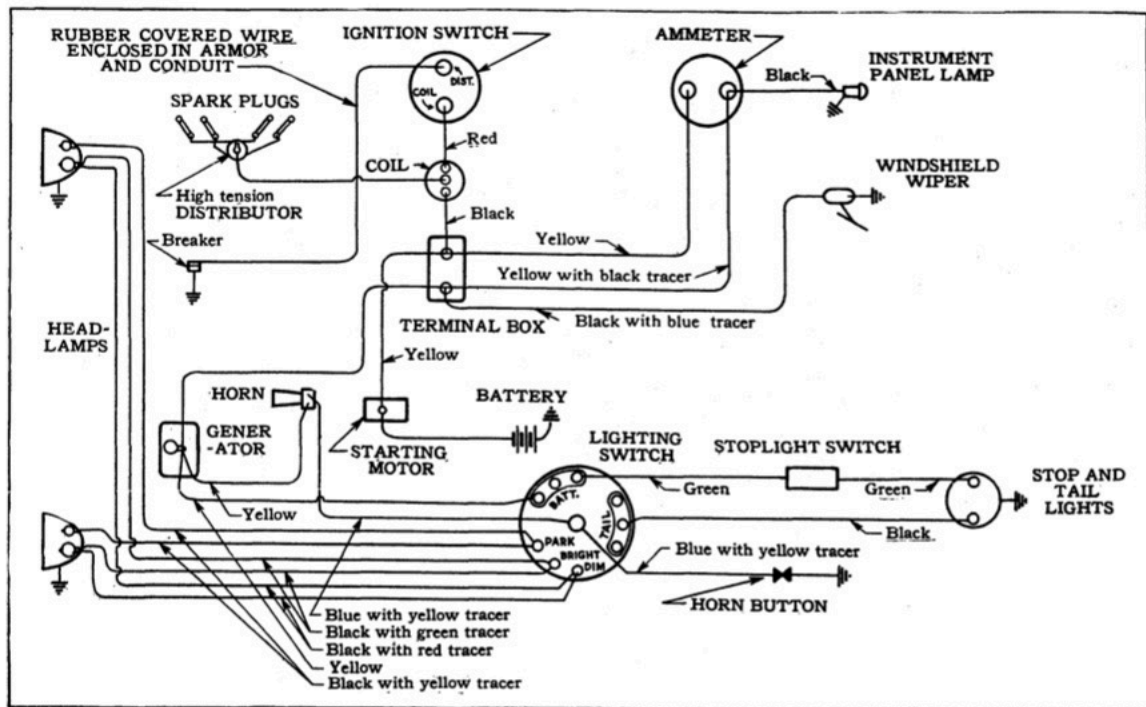 RUBBER COVERED WIRE
ENCLOSED IN ARMOR
AND CONDUIT
IGNITION SWITCH
AMMETER
INSTRUMENT
PANEL LAMP
Black
DIST.
COIL
SPARK PLUGS
Red
COIL
High tension
DISTRIBUTOR
WINDSHIELD
WIPER
Black
Breaker
Yellow
Yellow with black tracer
HEAD-
LAMPS
TERMINAL BOX
Black with blue tracer
Yellow
HORN
BATTERY
GENER
-ATOR
STARTING
MOTOR
LIGHTING
SWITCH
STOPLIGHT SWITCH
STOP AND
TAIL
LIGHTS
Green
Green
BATT.
TAIL
Yellow
Black
PARK
BRIGHT
DIM
Blue with yellow tracer
HORN BUTTON
Blue with yellow tracer
Black with green tracer
Black with red tracer
Yellow
Black with yellow tracer